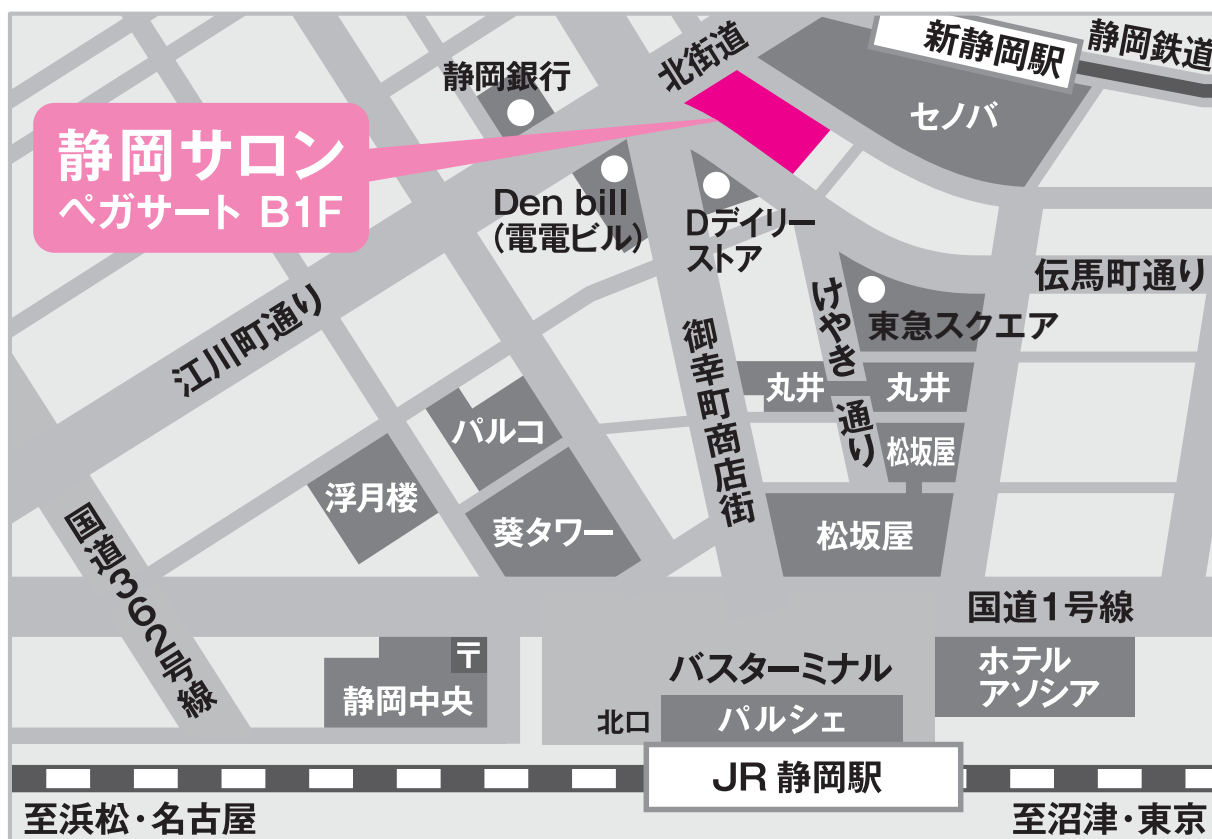 新静岡駅
静岡鉄道
北街道
静岡銀行
セノバ
静岡サロン
ペガサート B1F
Den bill
(電電ビル)
Dデイリー
ストア
伝馬町通り
けやき通り
東急スクエア
江川町通り
御幸町商店街
丸井
丸井
パルコ
松坂屋
浮月楼
葵タワー
松坂屋
国道362号線
国道1号線
〒
静岡中央
バスターミナル
ホテル
アソシア
北口
パルシェ
JR 静岡駅
至浜松・名古屋
至沼津・東京